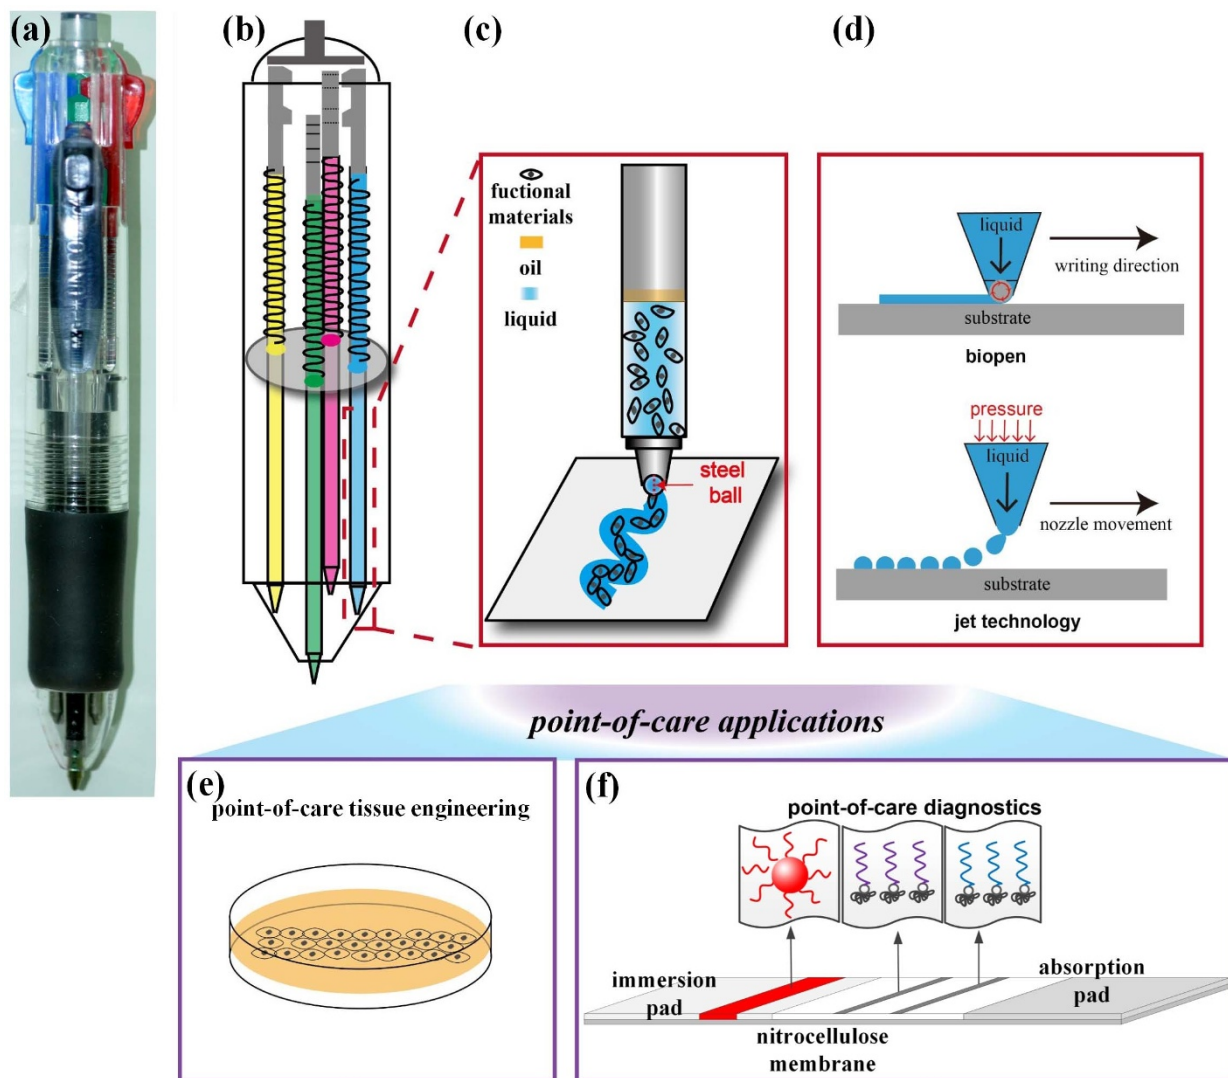 (a)
UNICO
(b)
(c)
fuctional
materials
oil
liquid
steel
ball
(d)
liquid
writing direction
substrate
biopen
pressure
liquid
nozzle movement
substrate
jet technology
point-of-care applications
(e)
point-of-care tissue engineering
(f)
point-of-care diagnostics
immersion
pad
absorption
pad
nitrocellulose
membrane